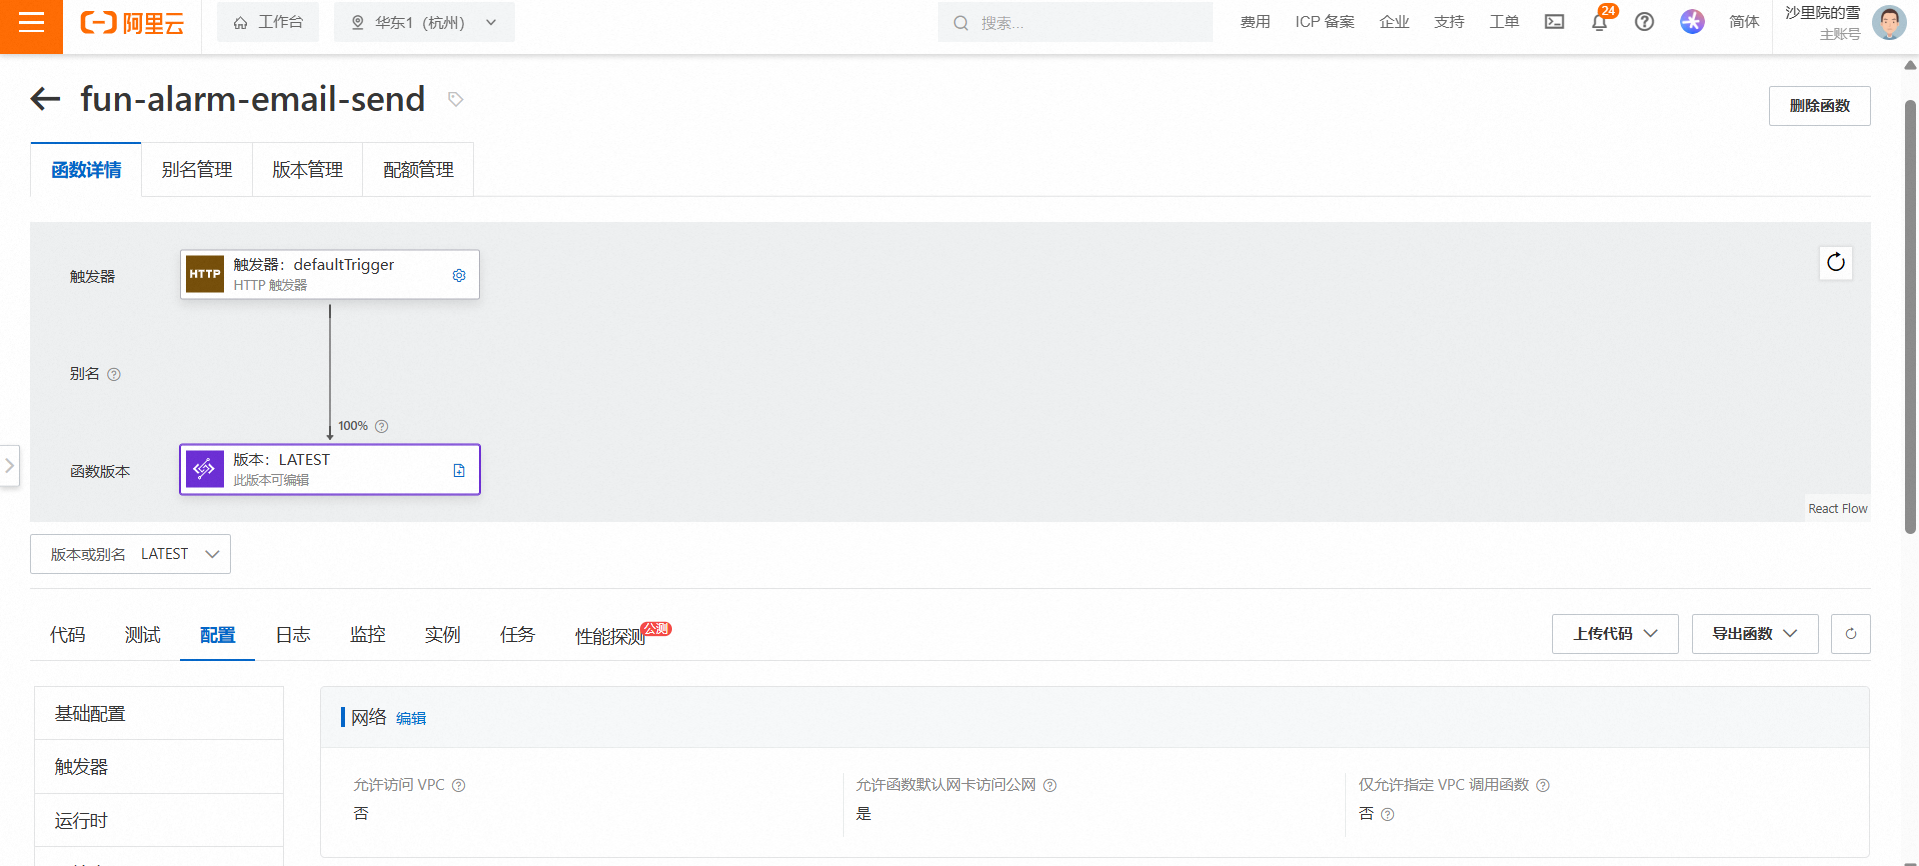 阿里云
工作台
华东1（杭州）
搜索...
费用
ICP 备案
企业
支持
工单
24
简体
沙里院的雪
主账号
fun-alarm-email-send
删除函数
函数详情
别名管理
版本管理
配额管理
触发器
HTTP
触发器：defaultTrigger
HTTP 触发器
别名
100%
函数版本
版本：LATEST
此版本可编辑
React Flow
版本或别名 LATEST
代码
测试
配置
日志
监控
实例
任务
性能探测
公测
上传代码
导出函数
基础配置
触发器
运行时
网络 编辑
允许访问 VPC
否
允许函数默认网卡访问公网
是
仅允许指定 VPC 调用函数
否